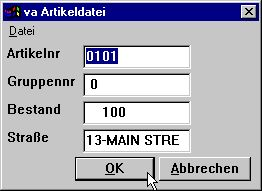 va Artikeldatei
Datei
Artikelnr 0101
Gruppennr 0
Bestand 100
Straße 13-MAIN STRE
OK Abbrechen